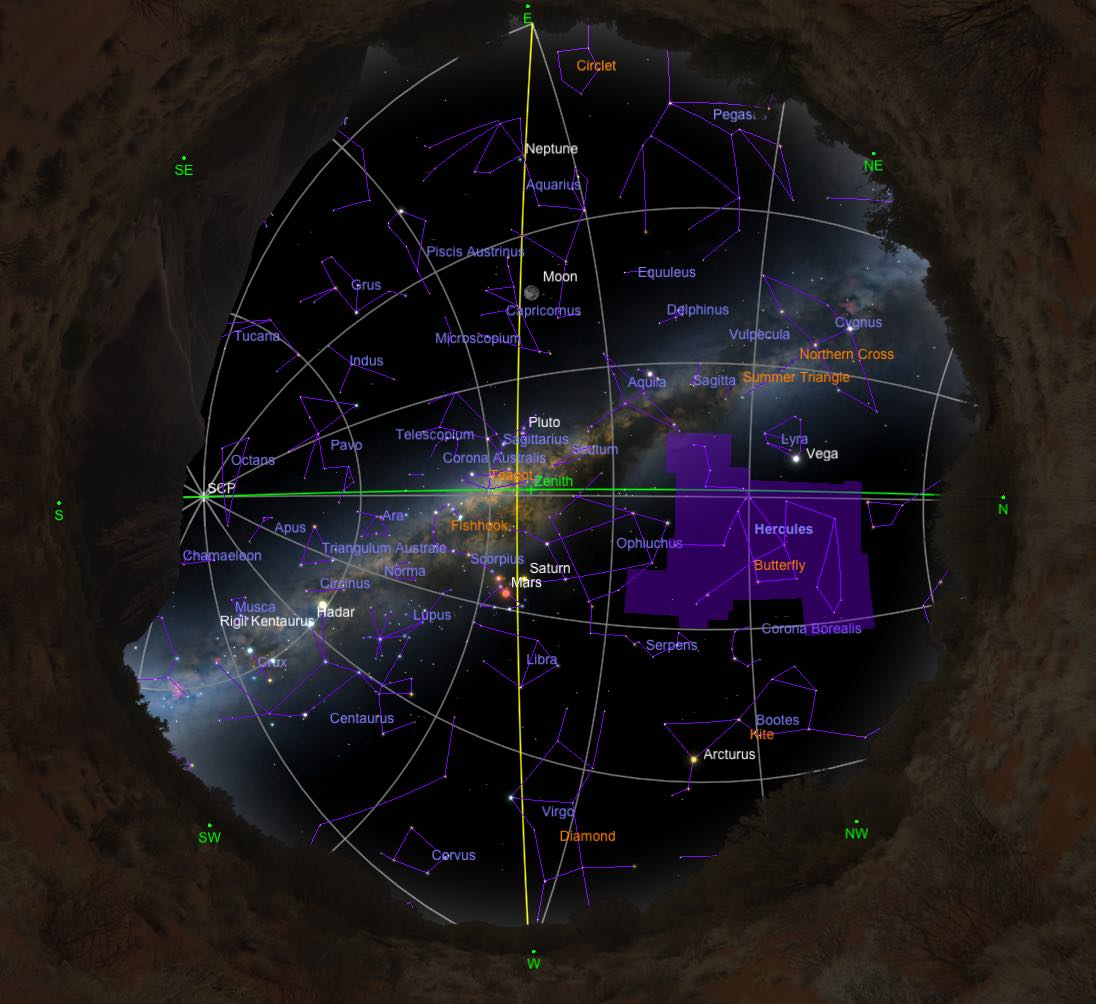 E
Circlet
Pegasus
Neptune
NE
SE
Aquarius
Piscis Austrinus
Equuleus
Moon
Grus
Capricornus
Delphinus
Cygnus
Tucana
Microscopium
Vulpecula
Northern Cross
Indus
Aquila
Sagitta
Summer Triangle
Pluto
Telescopium
Sagittarius
Lyra
Pavo
Scutum
Vega
Octans
Corona Australis
Teapot
Zenith
SCP
S
N
Ara
Apus
Fishhook
Hercules
Triangulum Australe
Ophiuchus
Chamaeleon
Scorpius
Butterfly
Norma
Saturn
Circinus
Mars
Musca
Hadar
Lupus
Rigil Kentaurus
Corona Borealis
Serpens
Crux
Libra
Centaurus
Bootes
Kite
Arcturus
Virgo
SW
Diamond
NW
Corvus
W